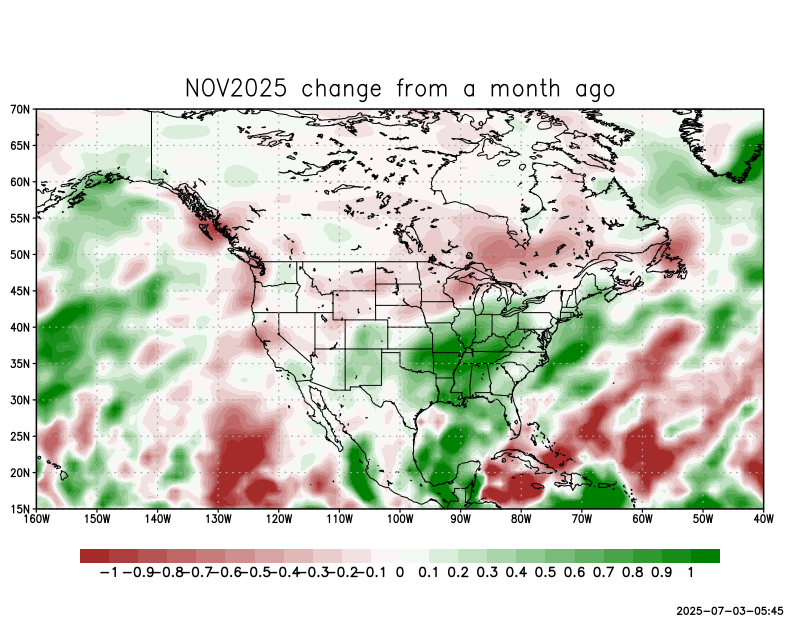 NOV2025 change from a month ago
70N
65N
60N
55N
50N
45N
40N
35N
30N
25N
20N
15N
160W 150W 140W 130W 120W 110W 100W 90W 80W 70W 60W 50W 40W
-1 -0.9 -0.8 -0.7 -0.6 -0.5 -0.4 -0.3 -0.2 -0.1 0 0.1 0.2 0.3 0.4 0.5 0.6 0.7 0.8 0.9 1
2025-07-03-05:45